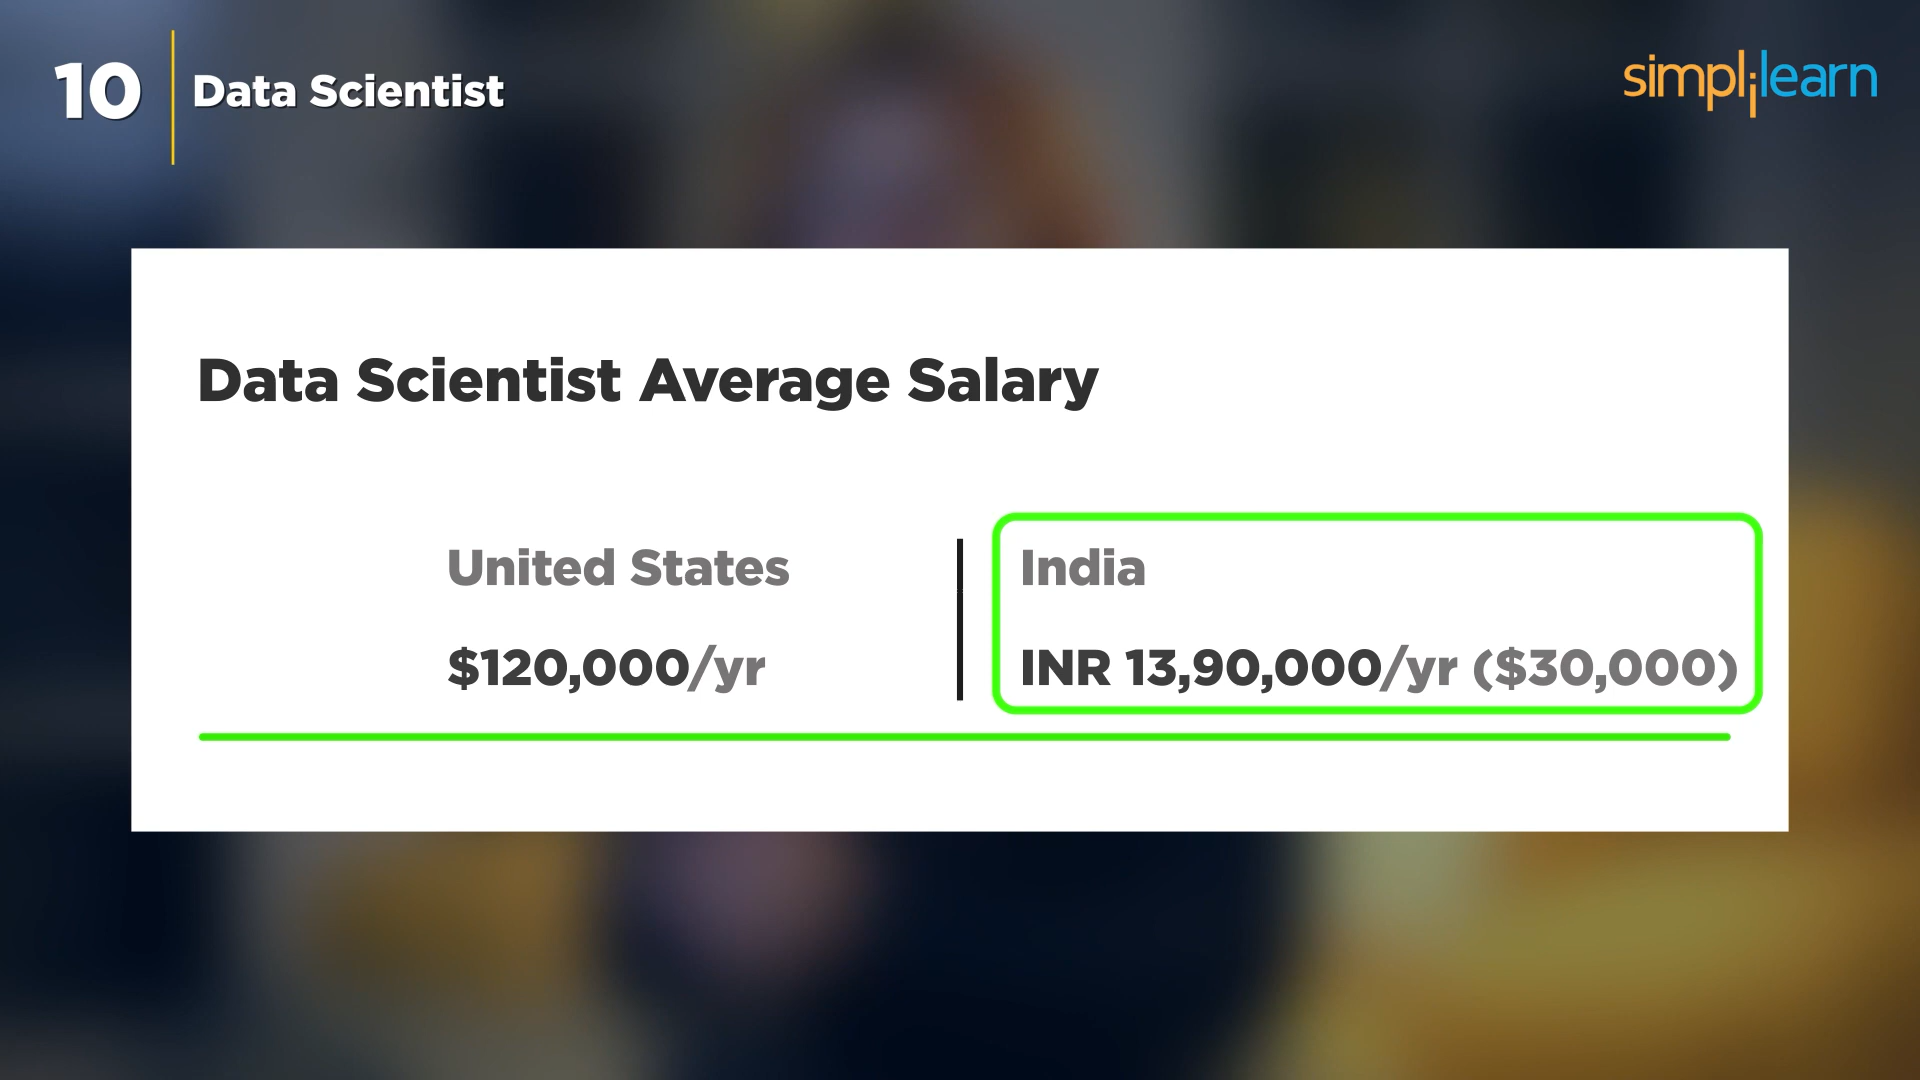 10
Data Scientist
simplilearn
Data Scientist Average Salary
United States
India
$120,000/yr
INR 13,90,000/yr ($30,000)